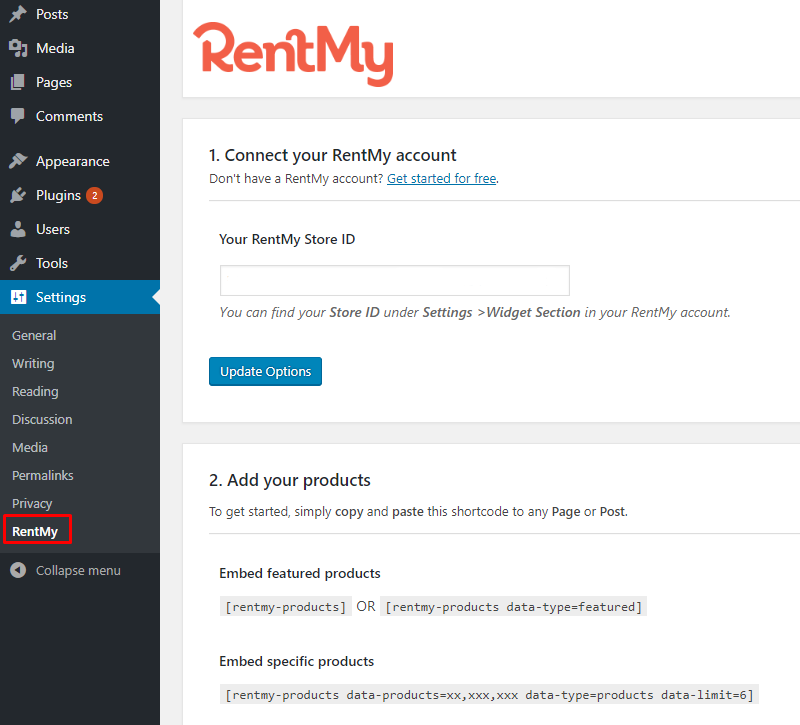 Posts
Media
Pages
Comments
Appearance
Plugins 2
Users
Tools
Settings
General
Writing
Reading
Discussion
Media
Permalinks
Privacy
RentMy
Collapse menu
RentMy
1. Connect your RentMy account
Don't have a RentMy account? Get started for free.
Your RentMy Store ID
You can find your Store ID under Settings >Widget Section in your RentMy account.
Update Options
2. Add your products
To get started, simply copy and paste this shortcode to any Page or Post.
Embed featured products
[rentmy-products] OR [rentmy-products data-type=featured]
Embed specific products
[rentmy-products data-products=xx,xxx,xxx data-type=products data-limit=6]